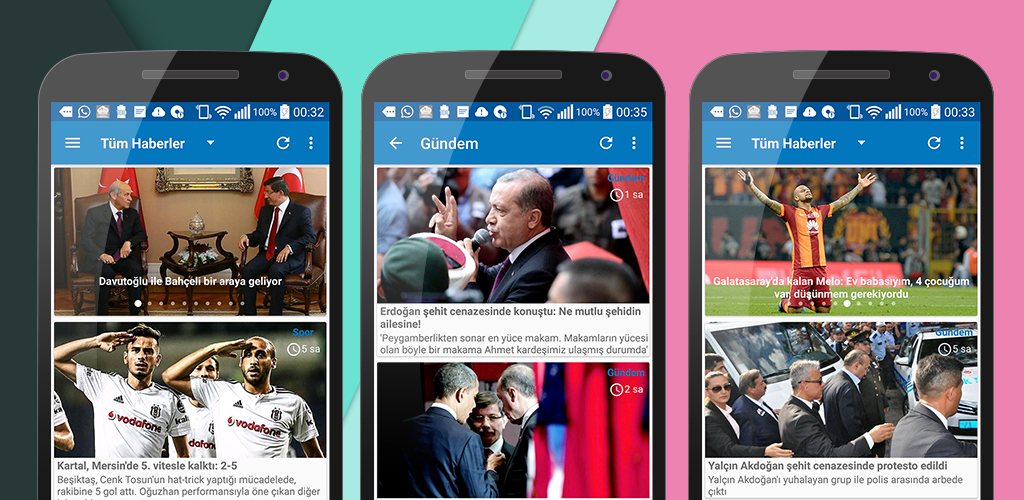 100% 00:32
Tüm Haberler
Davutoğlu ile Bahçeli bir araya geliyor
Spor
5 sa
vodafone
vodafone
Kartal, Mersin'de 5. vitesle kalktı: 2-5
Beşiktaş, Cenk Tosun'un hat-trick yaptığı mücadelede,
rakibine 5 gol attı. Oğuzhan performansıyla öne çıkan diğer
100% 00:35
Gündem
Gündem
1 sa
Erdoğan şehit cenazesinde konuştu: Ne mutlu şehidin
ailesine!
'Peygamberlikten sonar en yüce makam. Makamların yücesi
olan böyle bir makama Ahmet kardeşimiz ulaşmış durumda'
Gündem
2 sa
100% 00:33
Tüm Haberler
Galatasaray'da kalan Melo: Ev babasıyım, 4 çocuğum
var, düşünmem gerekiyordu
Gündem
5 sa
Yalçın Akdoğan şehit cenazesinde protesto edildi
Yalçın Akdoğan'ı yuhalayan grup ile polis arasında arbede
çıktı